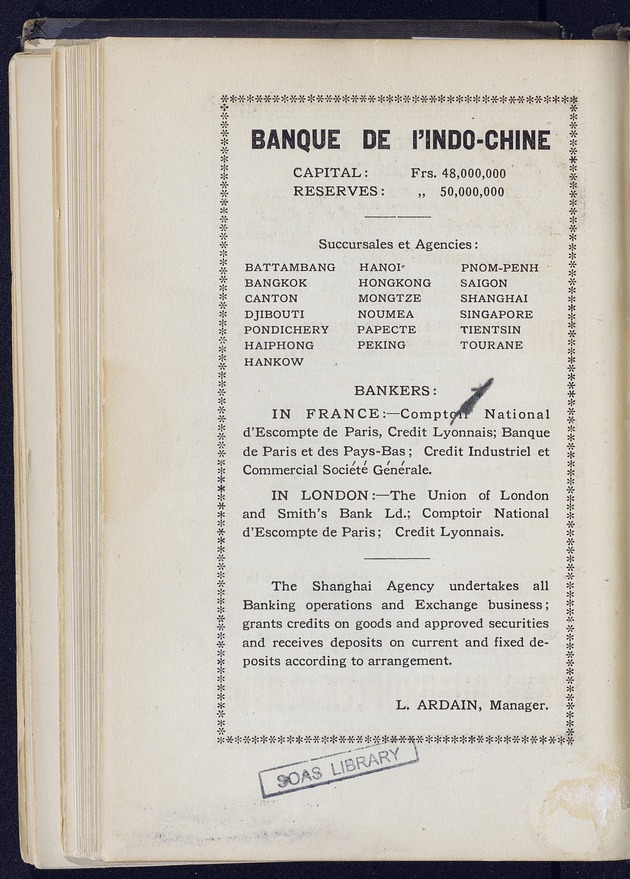 BANQUE DE l'INDO-CHINE
CAPITAL: Frs. 48,000,000
RESERVES: „ 50,000,000
Succursales et Agencies:
BATTAMBANG HANOI PNOM-PENH
BANGKOK HONGKONG SAIGON
CANTON MONGTZE SHANGHAI
DJIBOUTI NOUMEA SINGAPORE
PONDICHERY PAPECTE TIENTSIN
HAIPHONG PEKING TOURANE
HANKOW
BANKERS:
IN FRANCE:—Comptoir National
d'Escompte de Paris, Credit Lyonnais; Banque
de Paris et des Pays-Bas; Credit Industriel et
Commercial Société Générale.
IN LONDON:—The Union of London
and Smith's Bank Ld.; Comptoir National
d'Escompte de Paris; Credit Lyonnais.
The Shanghai Agency undertakes all
Banking operations and Exchange business;
grants credits on goods and approved securities
and receives deposits on current and fixed de-
posits according to arrangement.
L. ARDAIN, Manager.
SOAS LIBRARY